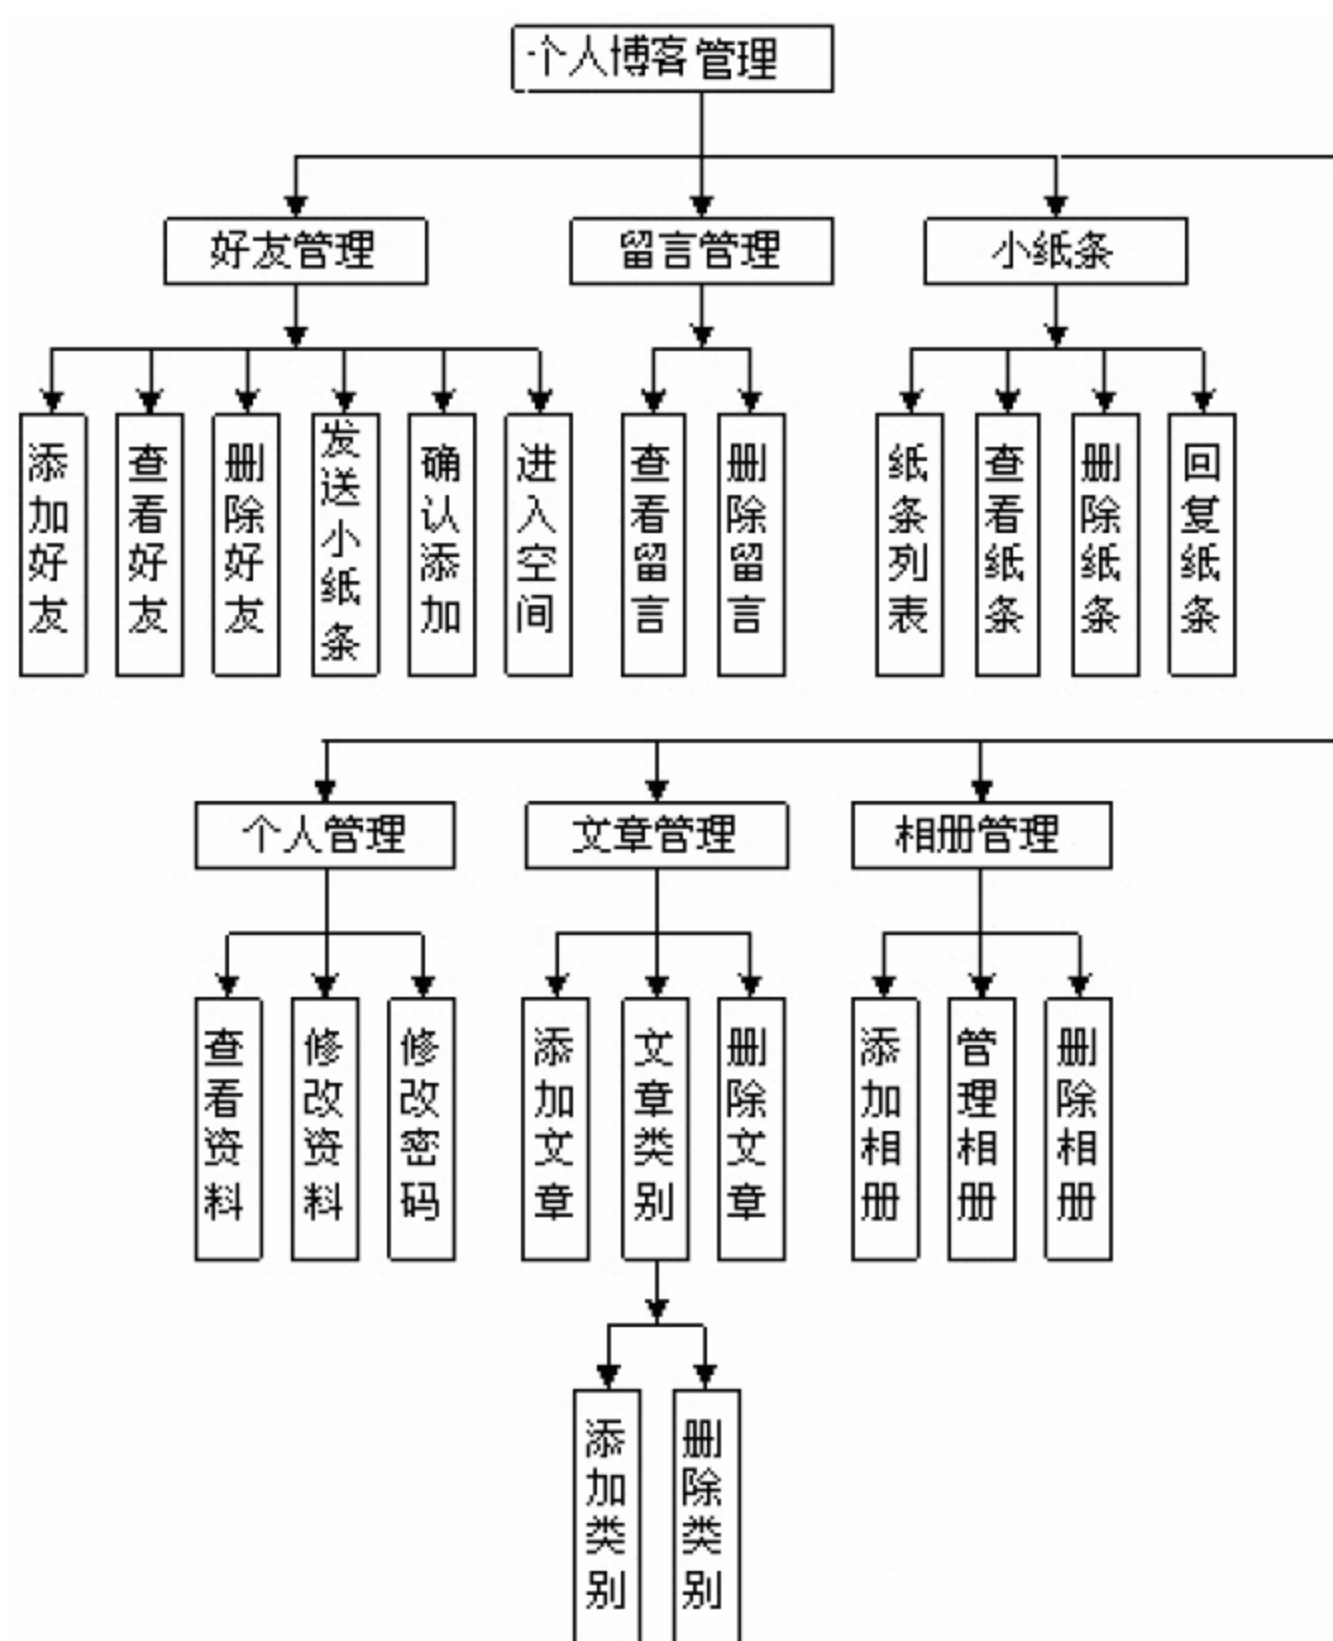 个人博客管理
好友管理
留言管理
小纸条
添加好友
查看好友
删除好友
发送小纸条
确认添加
进入空间
查看留言
删除留言
纸条列表
查看纸条
删除纸条
回复纸条
个人管理
文章管理
相册管理
查看资料
修改资料
修改密码
添加文章
文章类别
删除文章
添加相册
管理相册
删除相册
添加类别
删除类别